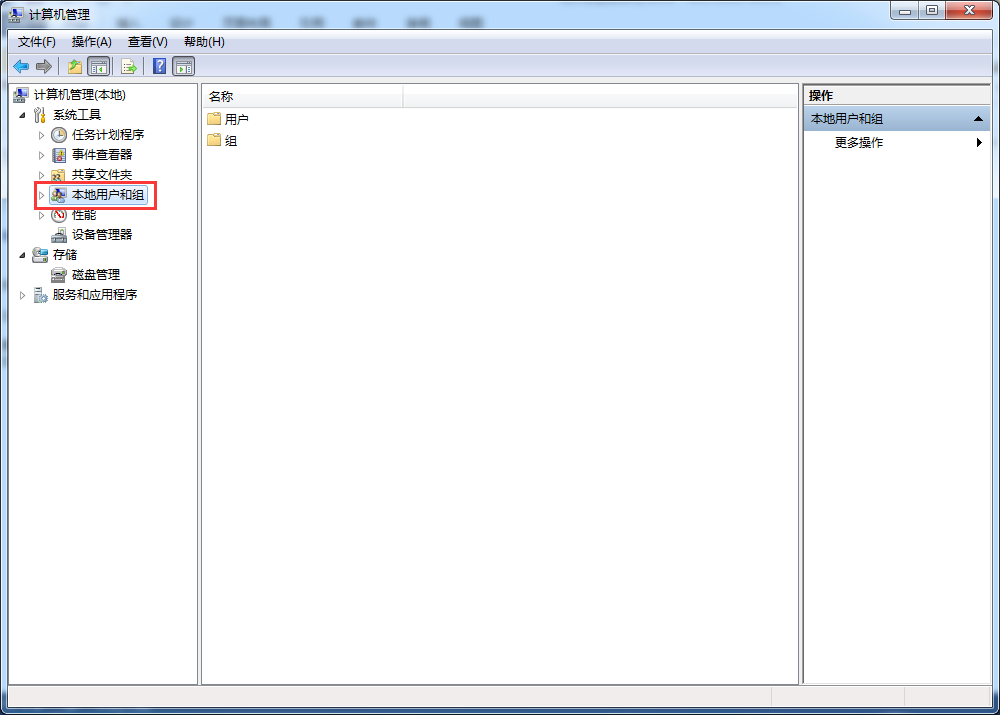 计算机管理
文件(F) 操作(A) 查看(V) 帮助(H)
计算机管理(本地)
系统工具
任务计划程序
事件查看器
共享文件夹
本地用户和组
性能
设备管理器
存储
磁盘管理
服务和应用程序
名称
用户
组
操作
本地用户和组
更多操作